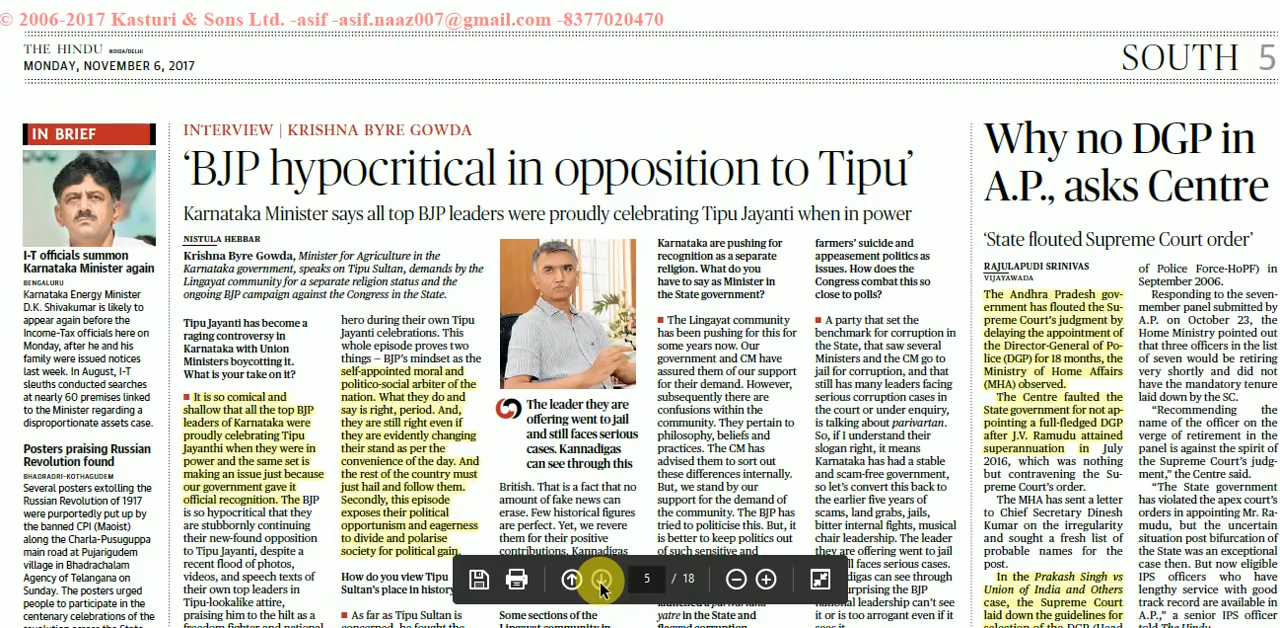 © 2006-2017 Kasturi & Sons Ltd. -asif -asif.naaz007@gmail.com -8377020470
THE HINDU NOIDA/DELHI
MONDAY, NOVEMBER 6, 2017
SOUTH 5
IN BRIEF
I-T officials summon
Karnataka Minister again
BENGALURU
Karnataka Energy Minister
D.K. Shivakumar is likely to
appear again before the
Income-Tax officials here on
Monday, after he and his
family were issued notices
last week. In August, I-T
sleuths conducted searches
at nearly 60 premises linked
to the Minister regarding a
disproportionate assets case.
Posters praising Russian
Revolution found
BHADRADRI-KOTHAGUDEM
Several posters extolling the
Russian Revolution of 1917
were purportedly put up by
the banned CPI (Maoist)
along the Charla-Pusuguppa
main road at Pujarigudem
village in Bhadrachalam
Agency of Telangana on
Sunday. The posters urged
people to participate in the
centenary celebrations of the
INTERVIEW | KRISHNA BYRE GOWDA
‘BJP hypocritical in opposition to Tipu’
Karnataka Minister says all top BJP leaders were proudly celebrating Tipu Jayanti when in power
NISTULA HEBBAR
Krishna Byre Gowda, Minister for Agriculture in the
Karnataka government, speaks on Tipu Sultan, demands by the
Lingayat community for a separate religion status and the
ongoing BJP campaign against the Congress in the State.
Tipu Jayanti has become a
raging controversy in
Karnataka with Union
Ministers boycotting it.
What is your take on it?
■ It is so comical and
shallow that all the top BJP
leaders of Karnataka were
proudly celebrating Tipu
Jayanthi when they were in
power and the same set is
making an issue just because
our government gave it
official recognition. The BJP
is so hypocritical that they
are stubbornly continuing
their new-found opposition
to Tipu Jayanti, despite a
recent flood of photos,
videos, and speech texts of
their own top leaders in
Tipu-lookalike attire,
praising him to the hilt as a
freedom fighter and national
hero during their own Tipu
Jayanti celebrations. This
whole episode proves two
things – BJP’s mindset as the
self-appointed moral and
politico-social arbiter of the
nation. What they do and
say is right, period. And,
they are still right even if
they are evidently changing
their stand as per the
convenience of the day. And
the rest of the country must
just hail and follow them.
Secondly, this episode
exposes their political
opportunism and eagerness
to divide and polarise
society for political gain.
How do you view Tipu
Sultan’s place in history
■ As far as Tipu Sultan is
concerned, he fought the
The leader they are
offering went to jail
and still faces serious
cases. Kannadigas
can see through this
British. That is a fact that no
amount of fake news can
erase. Few historical figures
are perfect. Yet, we revere
them for their positive
contributions. Kannadigas
Some sections of the
Lingayat community in
Karnataka are pushing for
recognition as a separate
religion. What do you
have to say as Minister in
the State government?
■ The Lingayat community
has been pushing for this for
some years now. Our
government and CM have
assured them of our support
for their demand. However,
subsequently there are
confusions within the
community. They pertain to
philosophy, beliefs and
practices. The CM has
advised them to sort out
these differences internally.
But, we stand by our
support for the demand of
the community. The BJP has
tried to politicise this. But, it
is better to keep politics out
of such sensitive and
launched a parivartana
yatre in the State and
flagged corruption,
farmers’ suicide and
appeasement politics as
issues. How does the
Congress combat this so
close to polls?
■ A party that set the
benchmark for corruption in
the State, that saw several
Ministers and the CM go to
jail for corruption, and that
still has many leaders facing
serious corruption cases in
the court or under enquiry,
is talking about parivartan.
So, if I understand their
slogan right, it means
Karnataka has had a stable
and scam-free government,
so let’s convert this back to
the earlier five years of
scams, land grabs, jails,
bitter internal fights, musical
chair leadership. The leader
they are offering went to jail
faces serious cases.
can see through
surprising the BJP
leadership can’t see
it or is too arrogant even if it
sees it.
5 / 18
Why no DGP in
A.P., asks Centre
‘State flouted Supreme Court order’
RAJULAPUDI SRINIVAS
VIJAYAWADA
The Andhra Pradesh gov-
ernment has flouted the Su-
preme Court’s judgment by
delaying the appointment of
the Director-General of Po-
lice (DGP) for 18 months, the
Ministry of Home Affairs
(MHA) observed.
The Centre faulted the
State government for not ap-
pointing a full-fledged DGP
after J.V. Ramudu attained
superannuation in July
2016, which was nothing
but contravening the Su-
preme Court’s order.
The MHA has sent a letter
to Chief Secretary Dinesh
Kumar on the irregularity
and sought a fresh list of
probable names for the
post.
In the Prakash Singh vs
Union of India and Others
case, the Supreme Court
laid down the guidelines for
selection of the DGP (Head
of Police Force-HoPF) in
September 2006.
Responding to the seven-
member panel submitted by
A.P. on October 23, the
Home Ministry pointed out
that three officers in the list
of seven would be retiring
very shortly and did not
have the mandatory tenure
laid down by the SC.
“Recommending the
name of the officer on the
verge of retirement in the
panel is against the spirit of
the Supreme Court’s judg-
ment,” the Centre said.
“The State government
has violated the apex court’s
orders in appointing Mr. Ra-
mudu, but the uncertain
situation post bifurcation of
the State was an exceptional
case then. But now eligible
IPS officers who have
lengthy service with good
track record are available in
A.P.,” a senior IPS officer
told The Hindu.